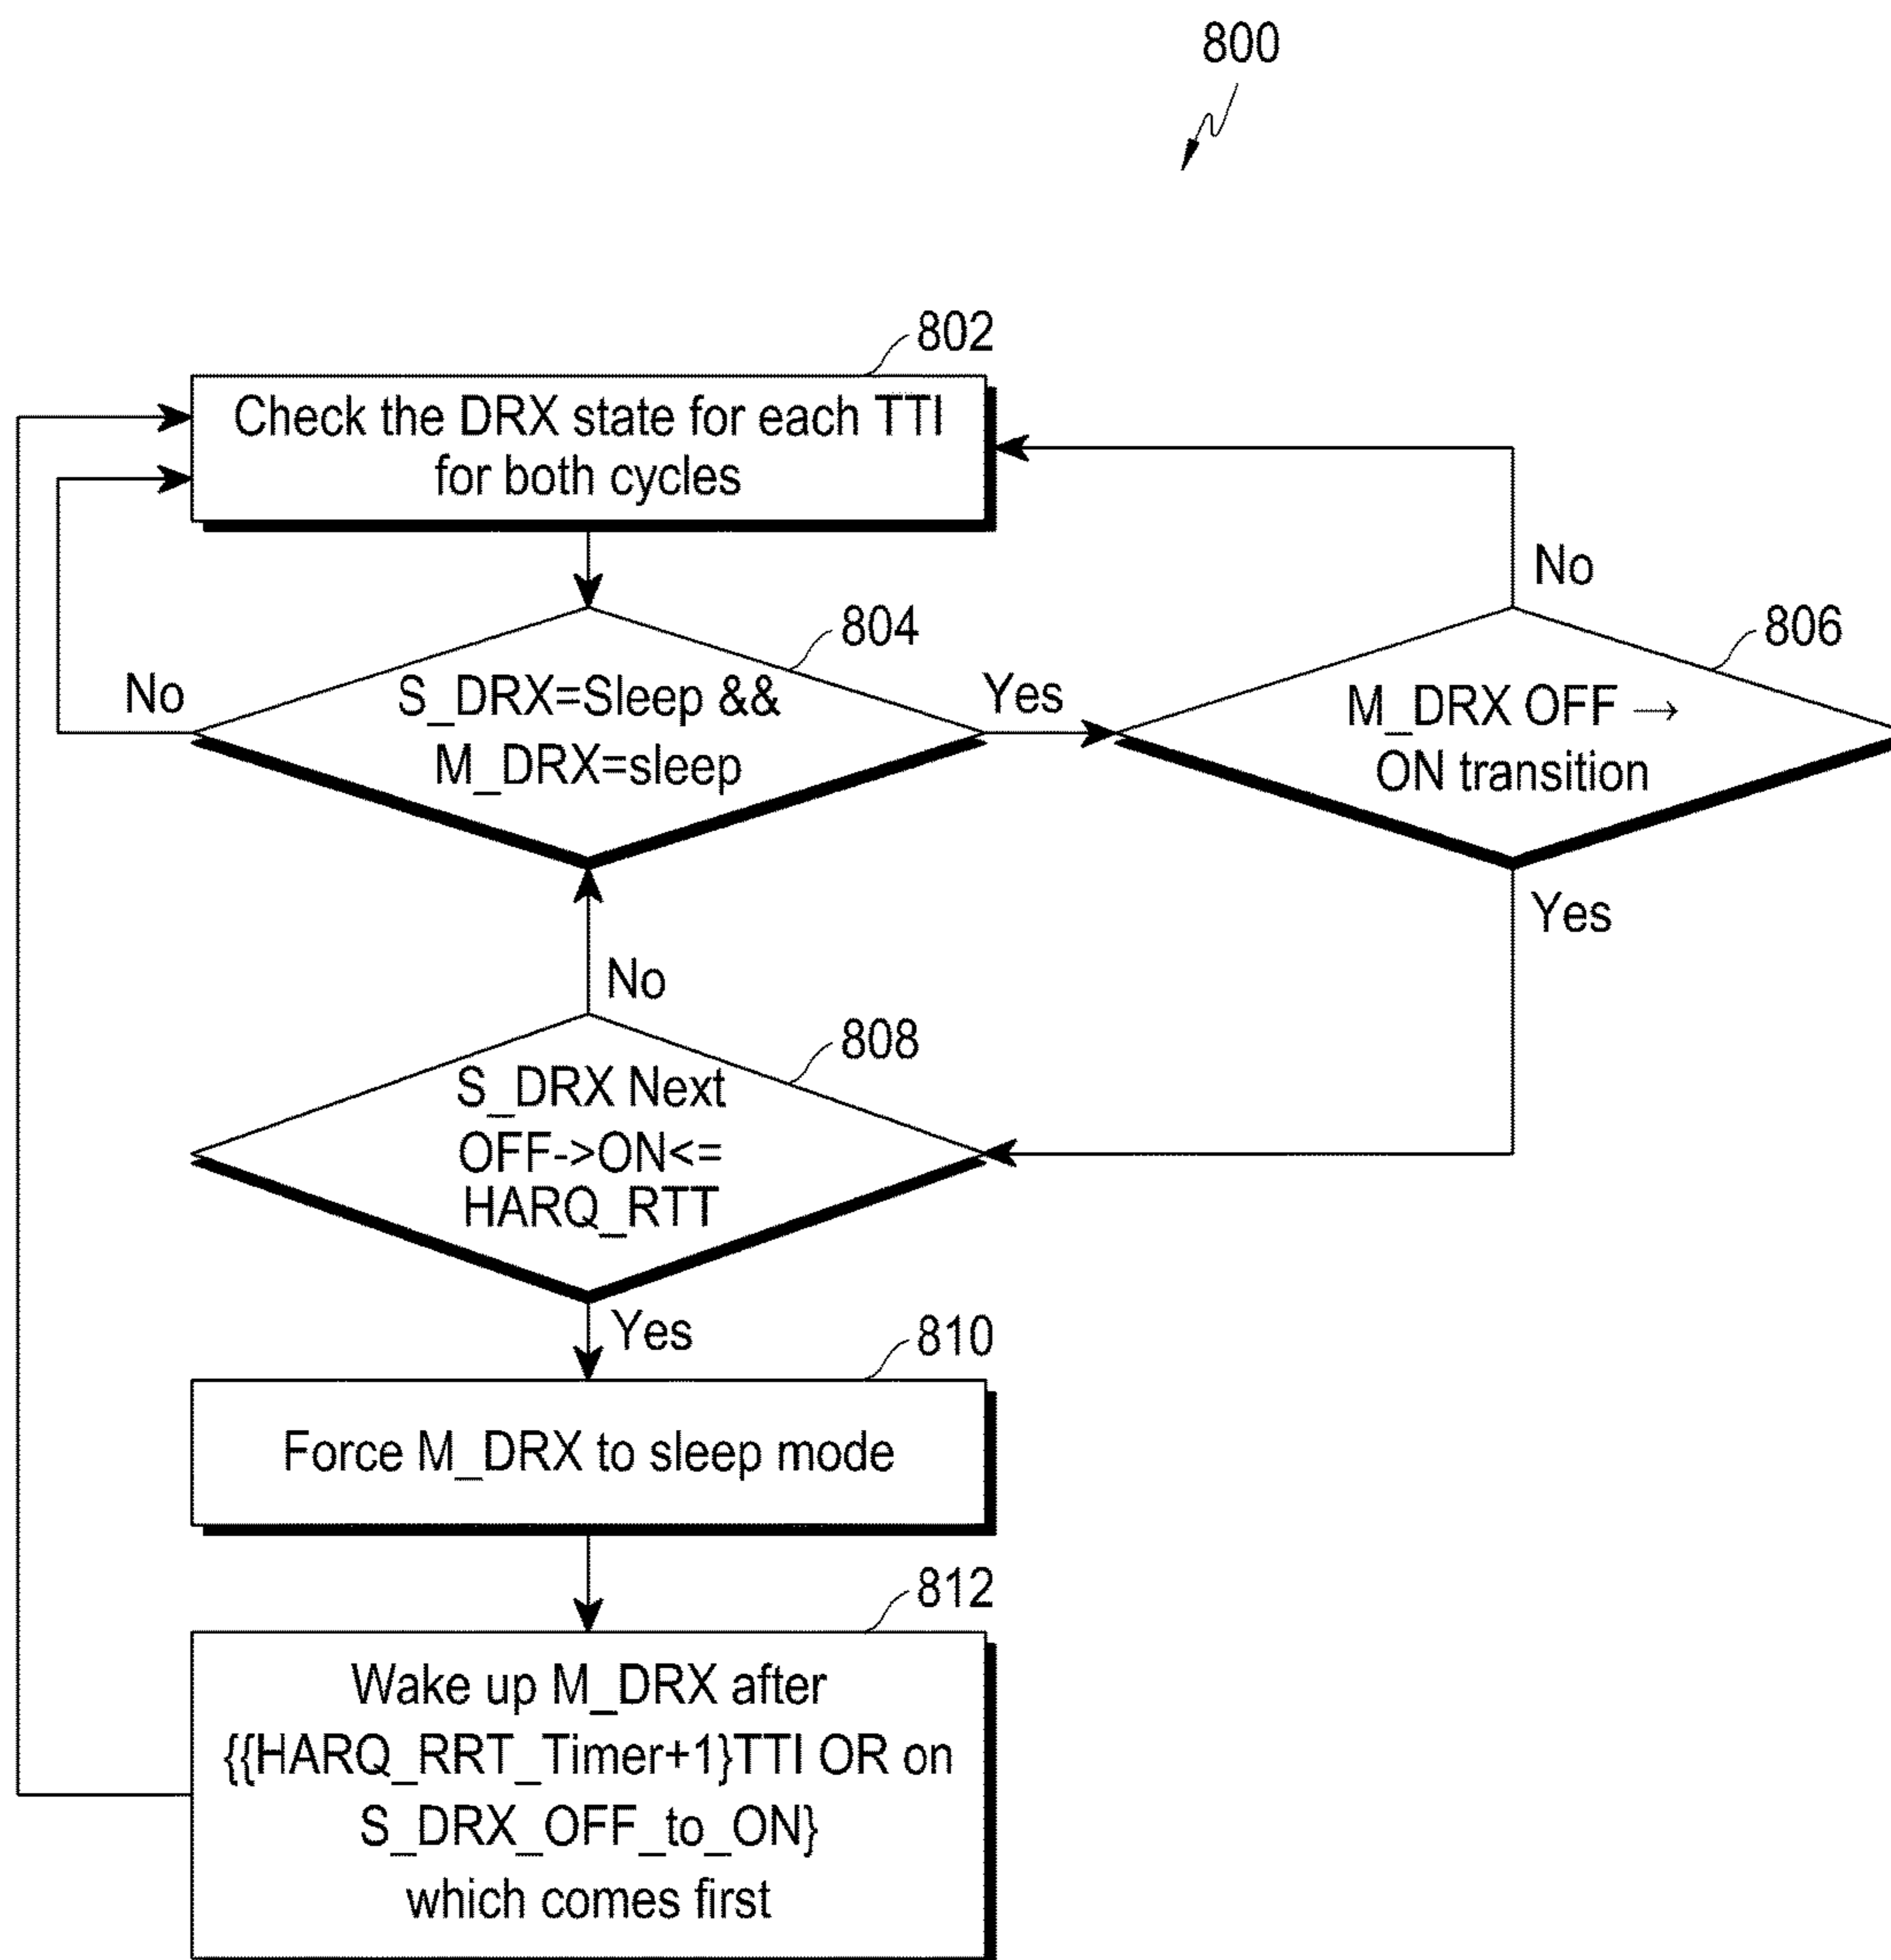 800
802
Check the DRX state for each TTI
for both cycles
No
804
S_DRX=Sleep &&
M_DRX=sleep
Yes
No
806
M_DRX OFF →
ON transition
Yes
No
808
S_DRX Next
OFF->ON<=
HARQ_RTT
Yes
810
Force M_DRX to sleep mode
812
Wake up M_DRX after
{{HARQ_RRT_Timer+1}TTI OR on
S_DRX_OFF_to_ON}
which comes first